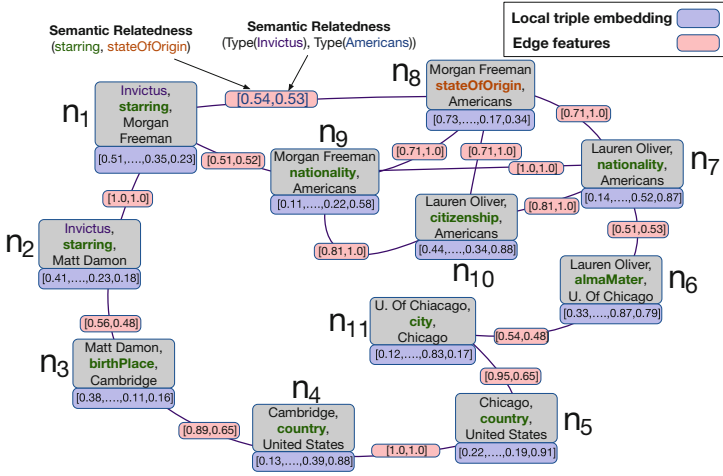 Semantic Relatedness
(starring, stateOfOrigin)
Semantic Relatedness
(Type(Invictus), Type(Americans))
Local triple embedding
Edge features
n1
Invictus,
starring,
Morgan
Freeman
[0.51,....,0.35,0.23]
[0.54,0.53]
n8
Morgan Freeman
stateOfOrigin,
Americans
[0.73,....,0.17,0.34]
[0.71,1.0]
[0.51,0.52]
n9
Morgan Freeman
nationality,
Americans
[0.11,....,0.22,0.58]
[0.71,1.0]
[0.71,1.0]
[1.0,1.0]
n7
Lauren Oliver,
nationality,
Americans
[0.14,....,0.52,0.87]
[1.0,1.0]
Lauren Oliver,
citizenship,
Americans
[0.44,....,0.34,0.88]
n10
[0.81,1.0]
[0.81,1.0]
[0.51,0.53]
n2
Invictus,
starring,
Matt Damon
[0.41,....,0.23,0.18]
n6
Lauren Oliver,
almaMater,
U. Of Chicago
[0.33,....,0.87,0.79]
[0.56,0.48]
n11
U. Of Chiacago,
city,
Chicago
[0.12,....,0.83,0.17]
[0.54,0.48]
n3
Matt Damon,
birthPlace,
Cambridge
[0.38,....,0.11,0.16]
[0.95,0.65]
n4
Cambridge,
country,
United States
[0.13,....,0.39,0.88]
[0.89,0.65]
[1.0,1.0]
n5
Chicago,
country,
United States
[0.22,....,0.19,0.91]